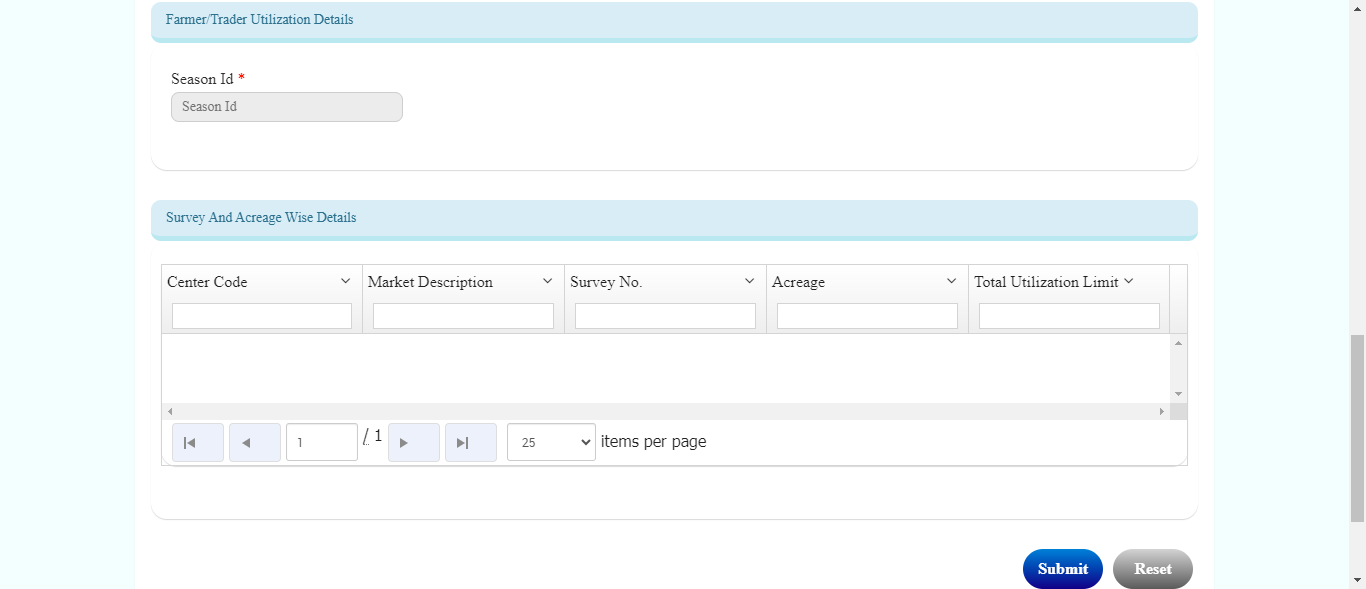 Farmer/Trader Utilization Details
Season Id *
Season Id
Survey And Acreage Wise Details
Center Code Market Description Survey No. Acreage Total Utilization Limit
1 / 1 25 items per page
Submit Reset